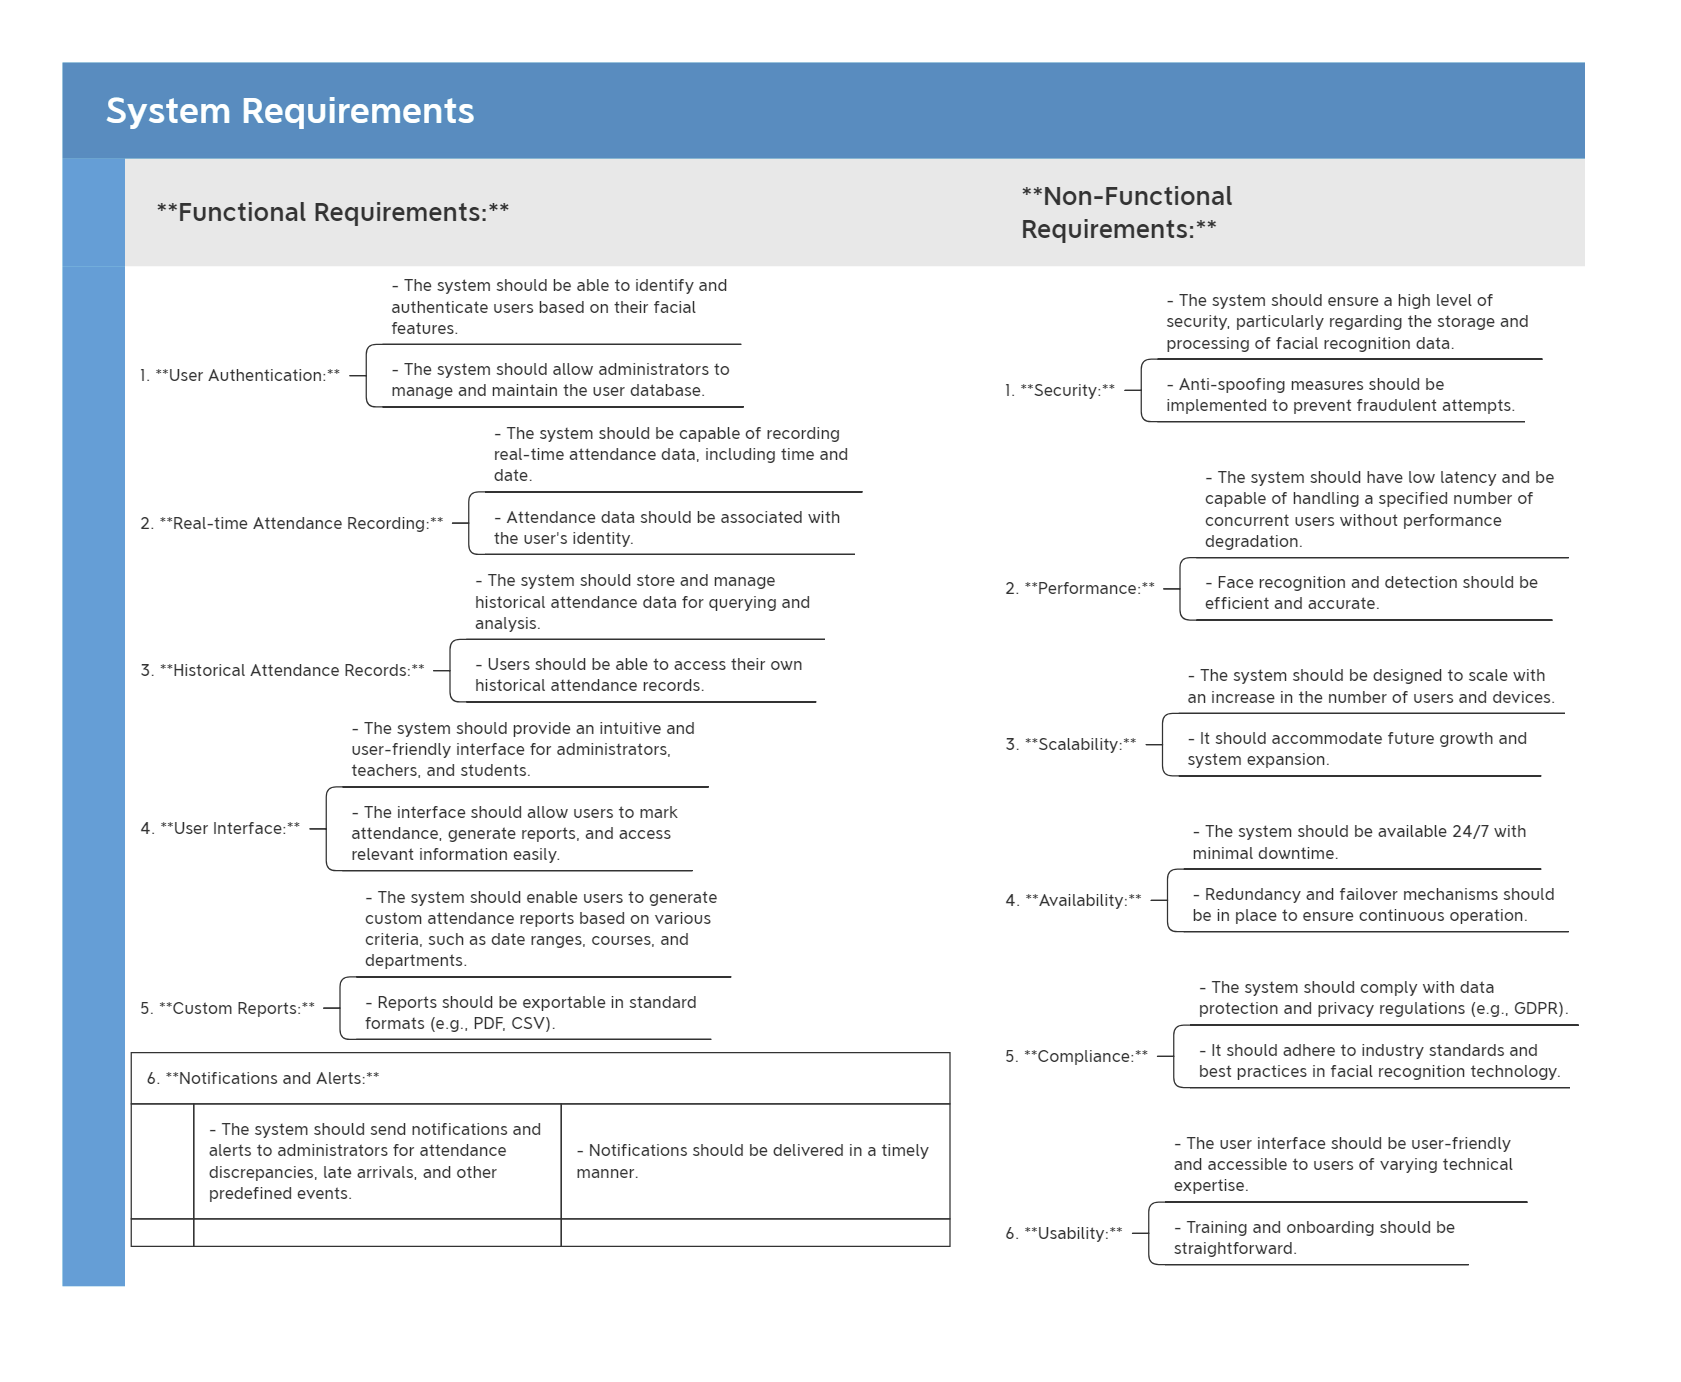 System Requirements
**Functional Requirements:**
- The system should be able to identify and
authenticate users based on their facial
features.
1. **User Authentication:**
- The system should allow administrators to
manage and maintain the user database.
- The system should be capable of recording
real-time attendance data, including time and
date.
2. **Real-time Attendance Recording:**
- Attendance data should be associated with
the user's identity.
- The system should store and manage
historical attendance data for querying and
analysis.
3. **Historical Attendance Records:**
- Users should be able to access their own
historical attendance records.
- The system should provide an intuitive and
user-friendly interface for administrators,
teachers, and students.
4. **User Interface:**
- The interface should allow users to mark
attendance, generate reports, and access
relevant information easily.
- The system should enable users to generate
custom attendance reports based on various
criteria, such as date ranges, courses, and
departments.
5. **Custom Reports:**
- Reports should be exportable in standard
formats (e.g., PDF, CSV).
6. **Notifications and Alerts:**
- The system should send notifications and
alerts to administrators for attendance
discrepancies, late arrivals, and other
predefined events.
- Notifications should be delivered in a timely
manner.
**Non-Functional
Requirements:**
- The system should ensure a high level of
security, particularly regarding the storage and
processing of facial recognition data.
1. **Security:**
- Anti-spoofing measures should be
implemented to prevent fraudulent attempts.
- The system should have low latency and be
capable of handling a specified number of
concurrent users without performance
degradation.
2. **Performance:**
- Face recognition and detection should be
efficient and accurate.
- The system should be designed to scale with
an increase in the number of users and devices.
3. **Scalability:**
- It should accommodate future growth and
system expansion.
- The system should be available 24/7 with
minimal downtime.
4. **Availability:**
- Redundancy and failover mechanisms should
be in place to ensure continuous operation.
- The system should comply with data
protection and privacy regulations (e.g., GDPR).
5. **Compliance:**
- It should adhere to industry standards and
best practices in facial recognition technology.
- The user interface should be user-friendly
and accessible to users of varying technical
expertise.
6. **Usability:**
- Training and onboarding should be
straightforward.